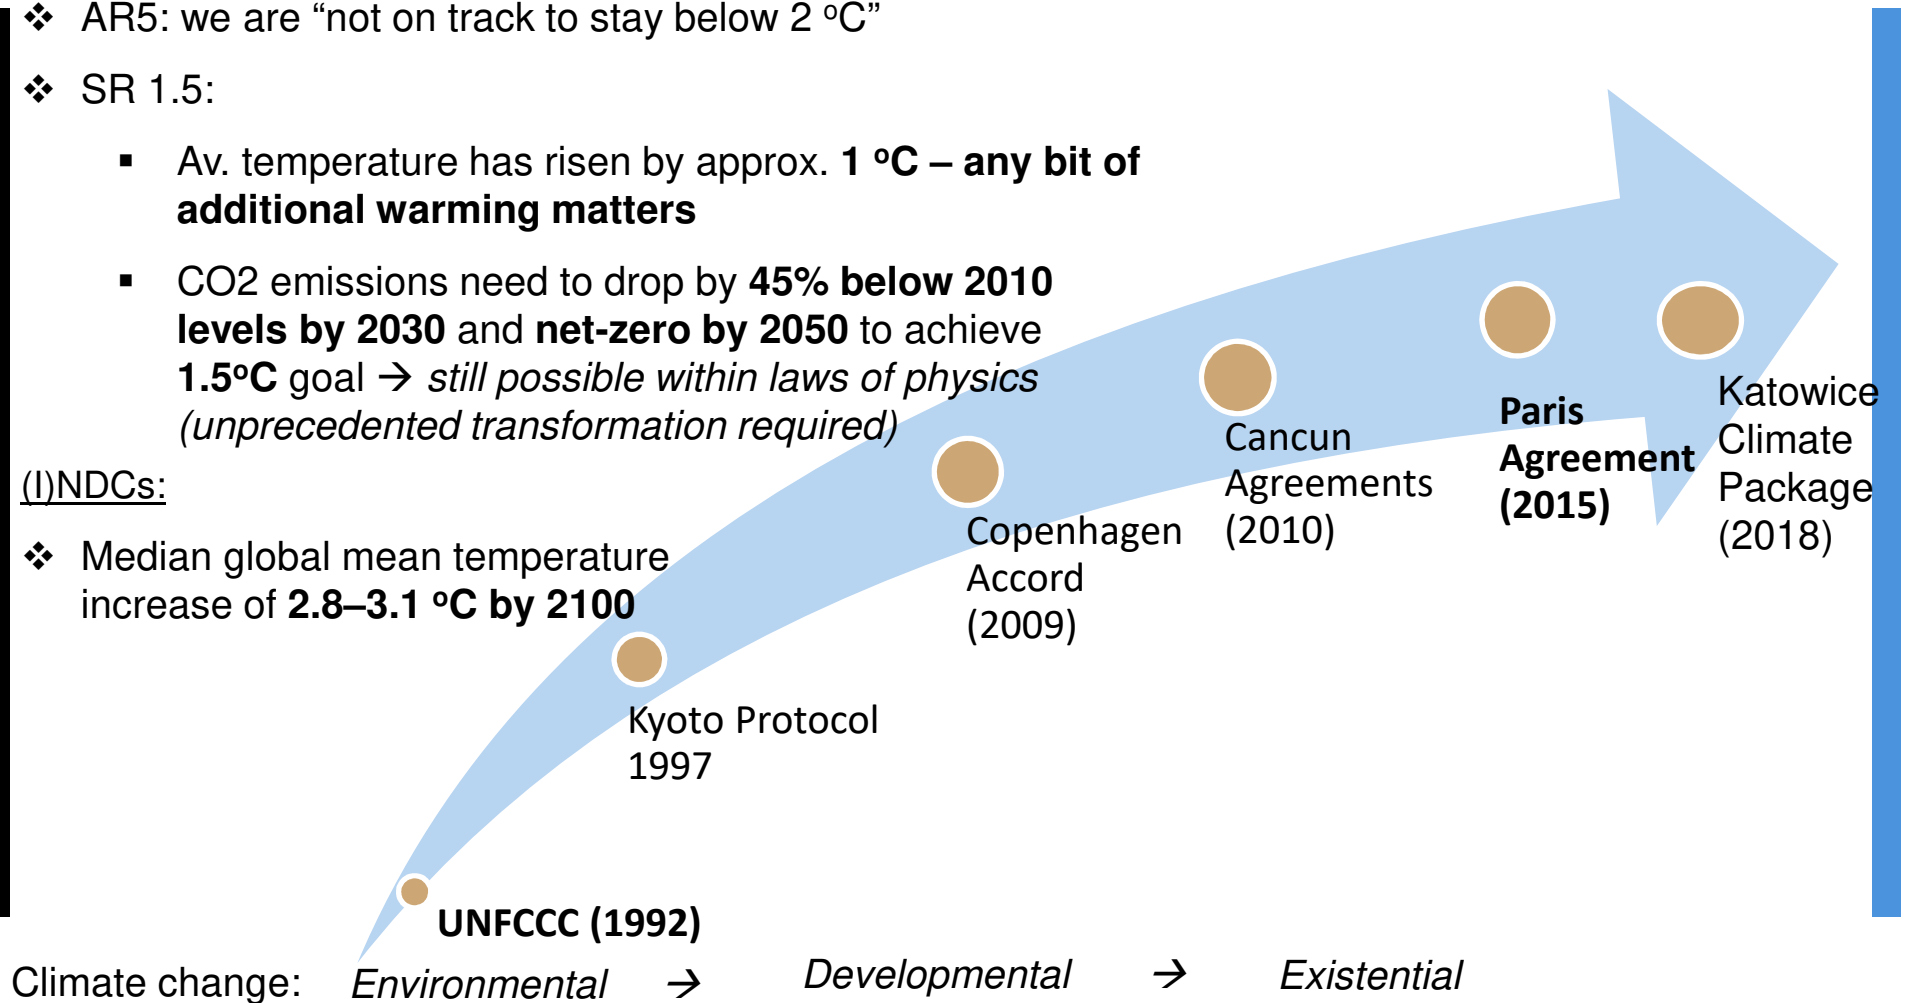 ❖ AR5: we are “not on track to stay below 2 ºC”
❖ SR 1.5:
▪ Av. temperature has risen by approx. 1 ºC – any bit of
additional warming matters
▪ CO2 emissions need to drop by 45% below 2010
levels by 2030 and net-zero by 2050 to achieve
1.5ºC goal → still possible within laws of physics
(unprecedented transformation required)
(I)NDCs:
❖ Median global mean temperature
increase of 2.8–3.1 ºC by 2100
UNFCCC (1992)
Kyoto Protocol
1997
Copenhagen
Accord
(2009)
Cancun
Agreements
(2010)
Paris
Agreement
(2015)
Katowice
Climate
Package
(2018)
Climate change: Environmental → Developmental → Existential